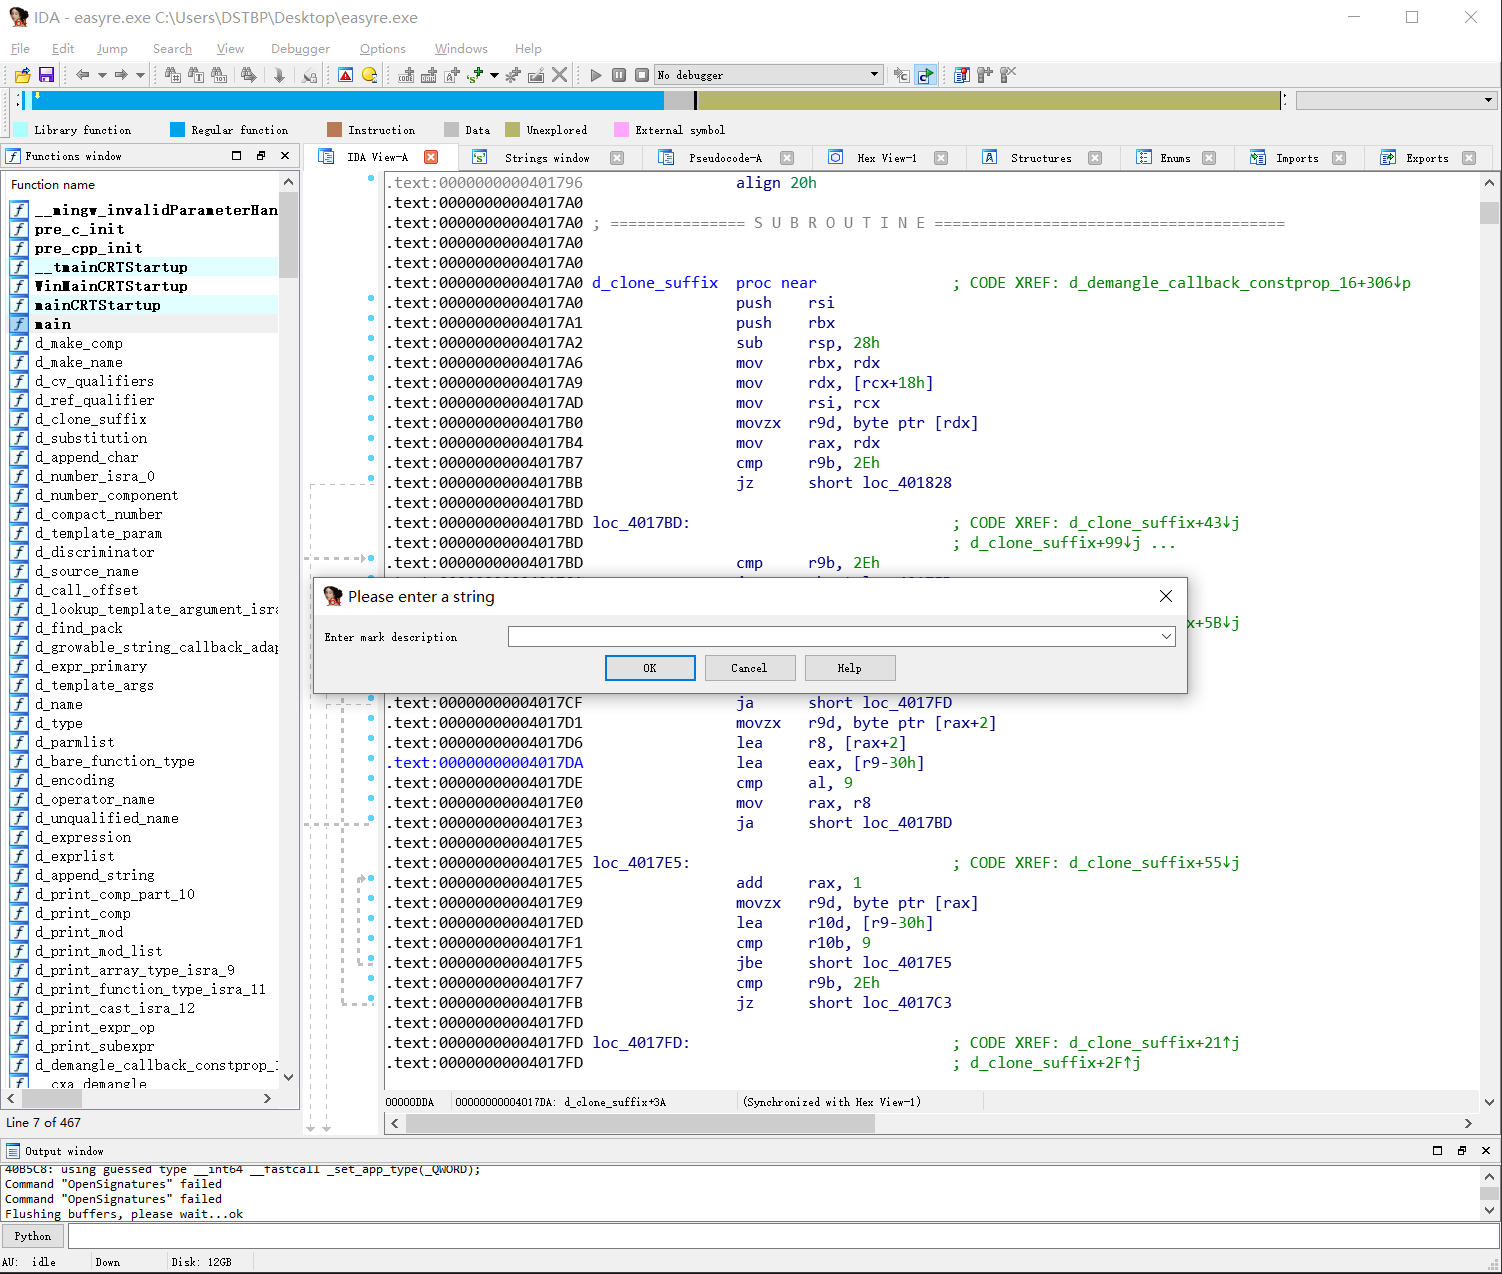 IDA - easyre.exe C:\Users\DSTBP\Desktop\easyre.exe
File Edit Jump Search View Debugger Options Windows Help
No debugger
Library function Regular function Instruction Data Unexplored External symbol
Functions window
IDA View-A Strings window Pseudocode-A Hex View-1 Structures Enums Imports Exports
Function name
__mingw_invalidParameterHan
pre_c_init
pre_cpp_init
__tmainCRTStartup
WinMainCRTStartup
mainCRTStartup
main
d_make_comp
d_make_name
d_cv_qualifiers
d_ref_qualifier
d_clone_suffix
d_substitution
d_append_char
d_number_isra_0
d_number_component
d_compact_number
d_template_param
d_discriminator
d_source_name
d_call_offset
d_lookup_template_argument_isra
d_find_pack
d_growable_string_callback_adap
d_expr_primary
d_template_args
d_name
d_type
d_parmlist
d_bare_function_type
d_encoding
d_operator_name
d_unqualified_name
d_expression
d_exprlist
d_append_string
d_print_comp_part_10
d_print_comp
d_print_mod
d_print_mod_list
d_print_array_type_isra_9
d_print_function_type_isra_11
d_print_cast_isra_12
d_print_expr_op
d_print_subexpr
d_demangle_callback_constprop_
__cxa_demangle
Line 7 of 467
.text:0000000000401796 align 20h
.text:00000000004017A0
.text:00000000004017A0 ; =============== S U B R O U T I N E =======================================
.text:00000000004017A0
.text:00000000004017A0
.text:00000000004017A0 d_clone_suffix proc near ; CODE XREF: d_demangle_callback_constprop_16+306↓p
.text:00000000004017A0 push rsi
.text:00000000004017A1 push rbx
.text:00000000004017A2 sub rsp, 28h
.text:00000000004017A6 mov rbx, rdx
.text:00000000004017A9 mov rdx, [rcx+18h]
.text:00000000004017AD mov rsi, rcx
.text:00000000004017B0 movzx r9d, byte ptr [rdx]
.text:00000000004017B4 mov rax, rdx
.text:00000000004017B7 cmp r9b, 2Eh
.text:00000000004017BB jz short loc_401828
.text:00000000004017BD
.text:00000000004017BD loc_4017BD: ; CODE XREF: d_clone_suffix+43↓j
.text:00000000004017BD ; d_clone_suffix+99↓j ...
.text:00000000004017BD cmp r9b, 2Eh
Please enter a string
x+5B↓j
Enter mark description
OK Cancel Help
.text:00000000004017CF ja short loc_4017FD
.text:00000000004017D1 movzx r9d, byte ptr [rax+2]
.text:00000000004017D6 lea r8, [rax+2]
.text:00000000004017DA lea eax, [r9-30h]
.text:00000000004017DE cmp al, 9
.text:00000000004017E0 mov rax, r8
.text:00000000004017E3 ja short loc_4017BD
.text:00000000004017E5
.text:00000000004017E5 loc_4017E5: ; CODE XREF: d_clone_suffix+55↓j
.text:00000000004017E5 add rax, 1
.text:00000000004017E9 movzx r9d, byte ptr [rax]
.text:00000000004017ED lea r10d, [r9-30h]
.text:00000000004017F1 cmp r10b, 9
.text:00000000004017F5 jbe short loc_4017E5
.text:00000000004017F7 cmp r9b, 2Eh
.text:00000000004017FB jz short loc_4017C3
.text:00000000004017FD
.text:00000000004017FD loc_4017FD: ; CODE XREF: d_clone_suffix+21↑j
.text:00000000004017FD ; d_clone_suffix+2F↑j
00000DDA 00000000004017DA: d_clone_suffix+3A (Synchronized with Hex View-1)
Output window
40B5C8: using guessed type __int64 __fastcall _set_app_type(_QWORD);
Command "OpenSignatures" failed
Command "OpenSignatures" failed
Flushing buffers, please wait...ok
Python
AU: idle Down Disk: 12GB